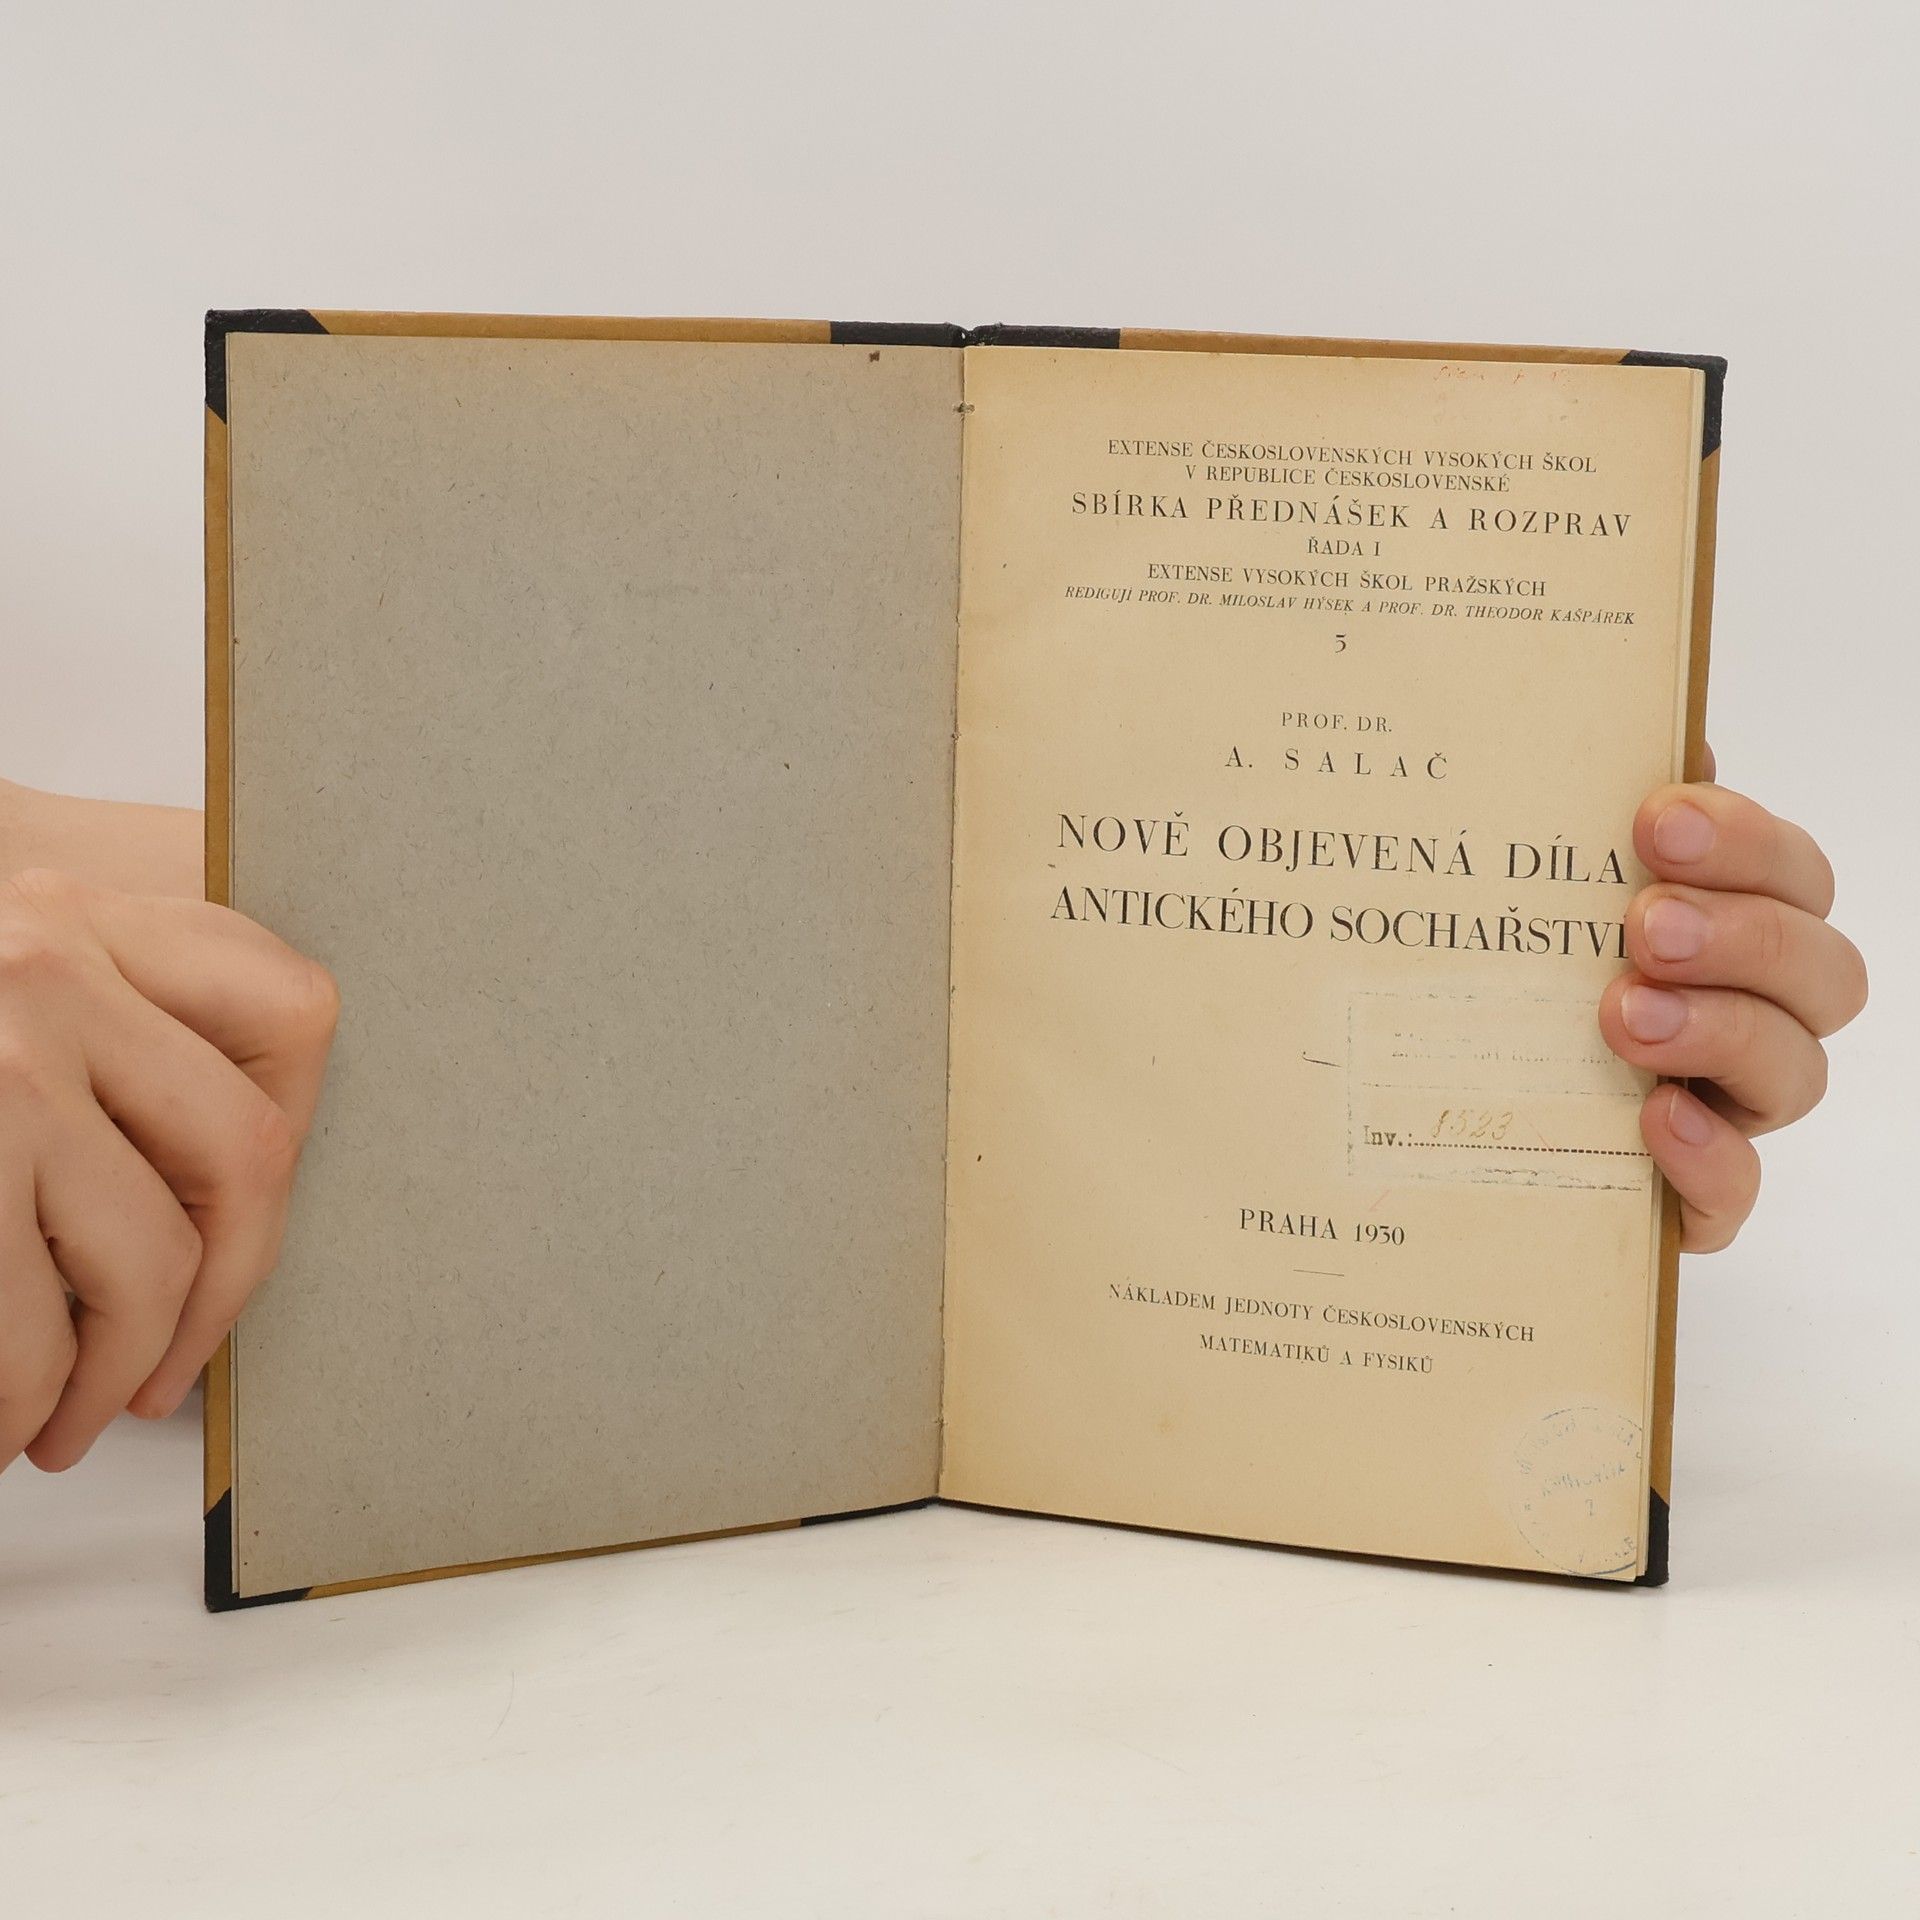 EXTENSE ČESKOSLOVENSKÝCH VYSOKÝCH ŠKOL
V REPUBLICE ČESKOSLOVENSKÉ
SBÍRKA PŘEDNÁŠEK A ROZPRAV
ŘADA I
EXTENSE VYSOKÝCH ŠKOL PRAŽSKÝCH
REDIGUJÍ PROF. DR. MILOSLAV HÝSEK A PROF. DR. THEODOR KAŠPÁREK
5
PROF. DR.
A. SALAČ
NOVĚ OBJEVENÁ DÍLA
ANTICKÉHO SOCHAŘSTVÍ
Inv.: 8523
PRAHA 1930
NÁKLADEM JEDNOTY ČESKOSLOVENSKÝCH
MATEMATIKŮ A FYSIKŮ